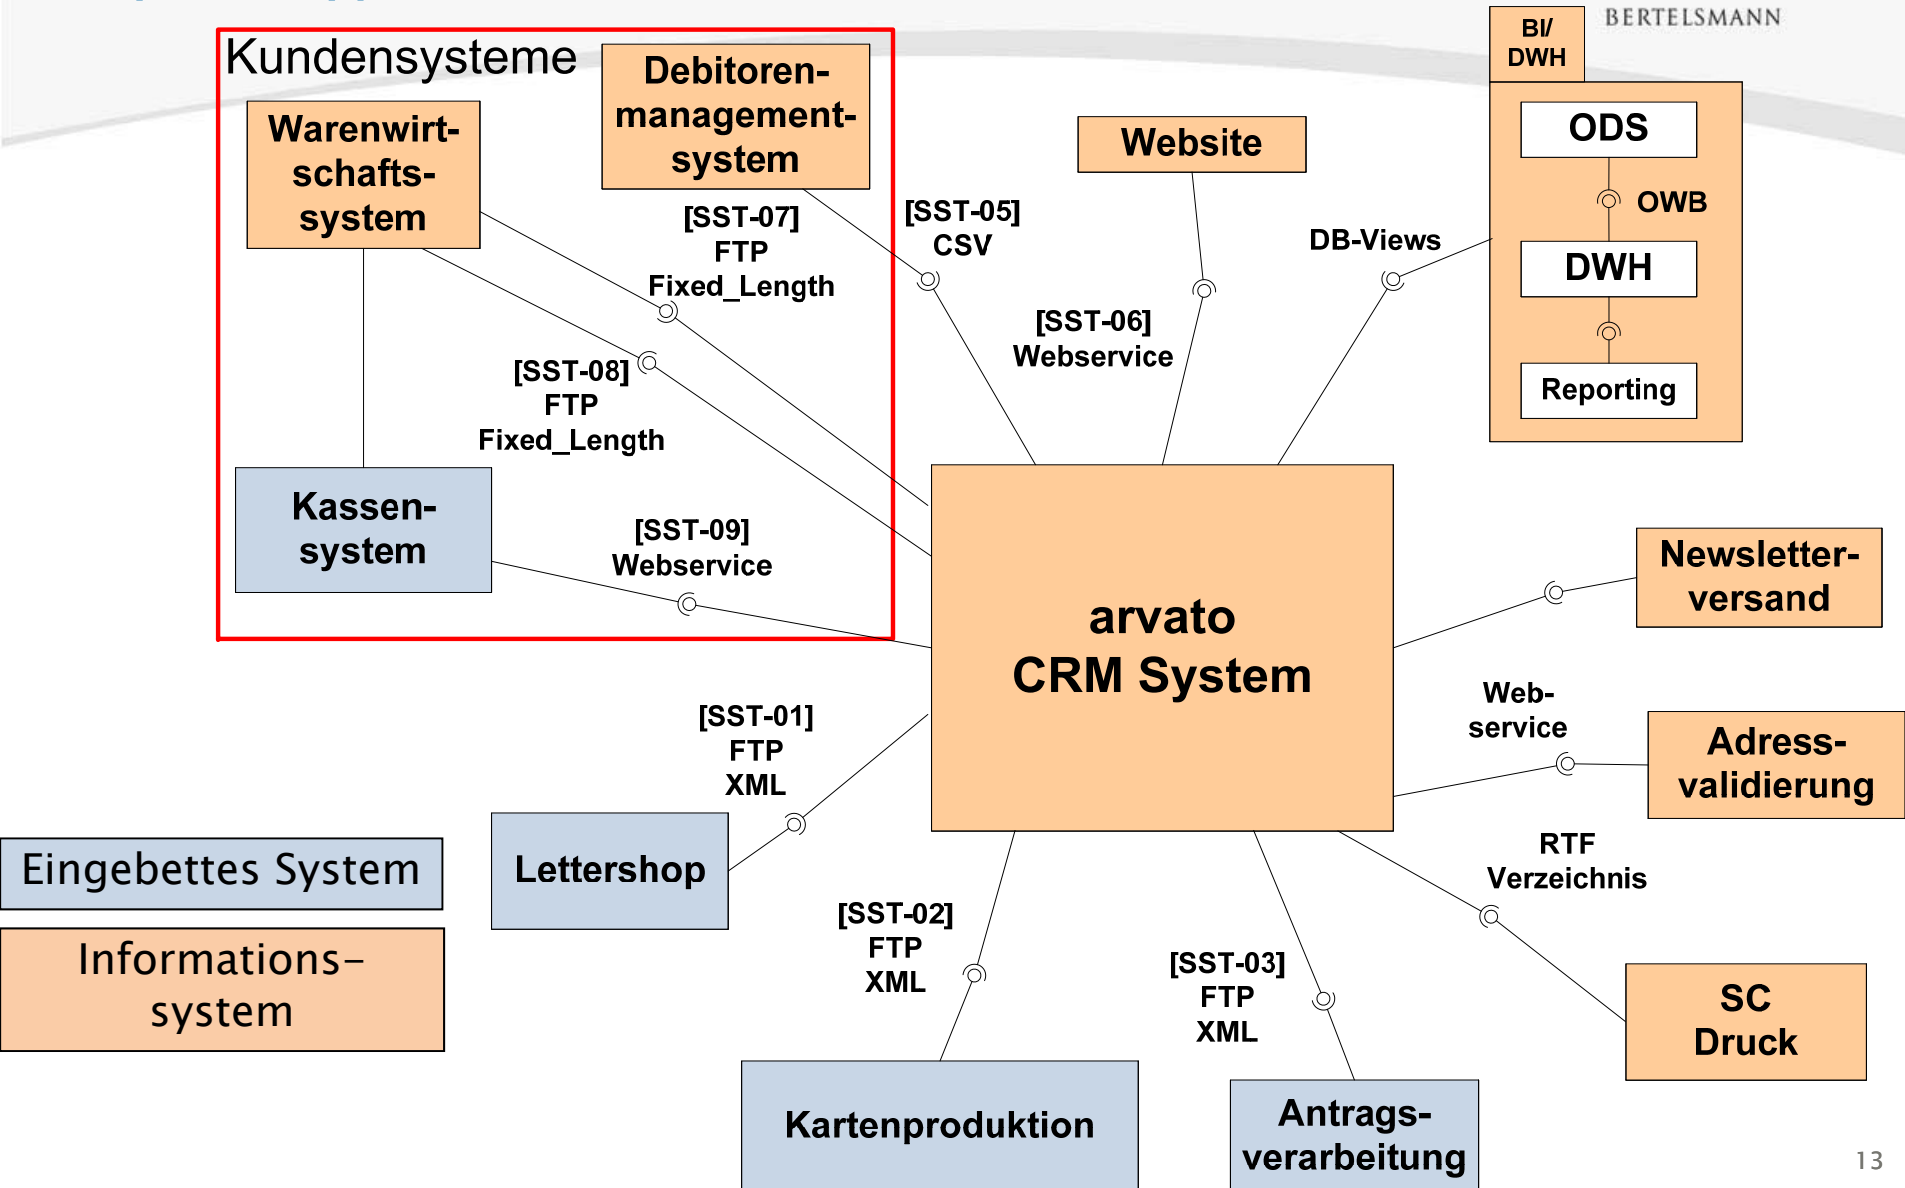 BERTELSMANN
Kundensysteme
Warenwirt-
schafts-
system
Debitoren-
management-
system
Website
BI/
DWH
ODS
OWB
DWH
Reporting
[SST-07]
FTP
Fixed_Length
[SST-05]
CSV
DB-Views
[SST-06]
Webservice
[SST-08]
FTP
Fixed_Length
Kassen-
system
[SST-09]
Webservice
arvato
CRM System
Newsletter-
versand
Web-
service
Adress-
validierung
[SST-01]
FTP
XML
Lettershop
RTF
Verzeichnis
Eingebettes System
Informations-
system
[SST-02]
FTP
XML
[SST-03]
FTP
XML
SC
Druck
Kartenproduktion
Antrags-
verarbeitung
13